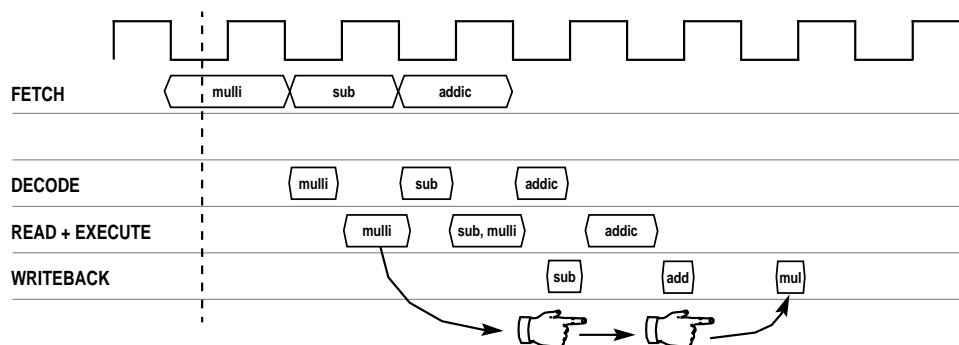 FETCH mulli sub addic
DECODE mulli sub addic
READ + EXECUTE mulli sub, mulli addic
WRITEBACK sub add mul